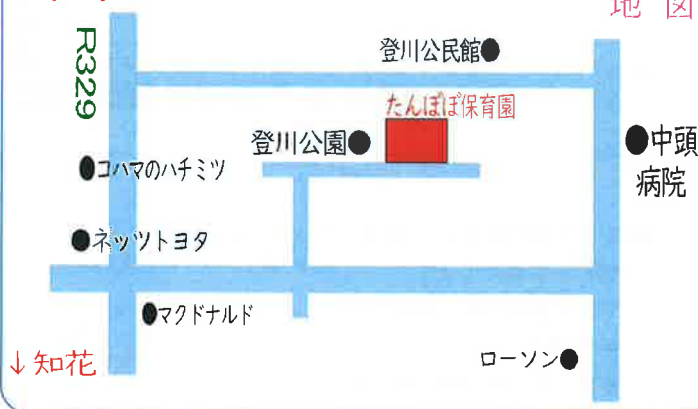 地図
R329
登川公民館
たんぽぽ保育園
登川公園
中頭
病院
コハマのハチミツ
ネッツトヨタ
マクドナルド
ローソン
↓知花